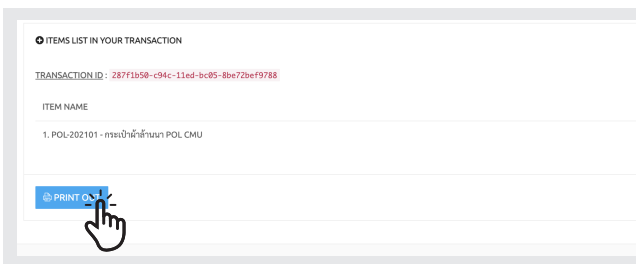 ITEMS LIST IN YOUR TRANSACTION
TRANSACTION ID : 287f1b50-c94c-11ed-bc05-8be72bef9788
ITEM NAME
1. POL-202101 - กระเป๋าผ้าล้านนา POL CMU
PRINT OUT